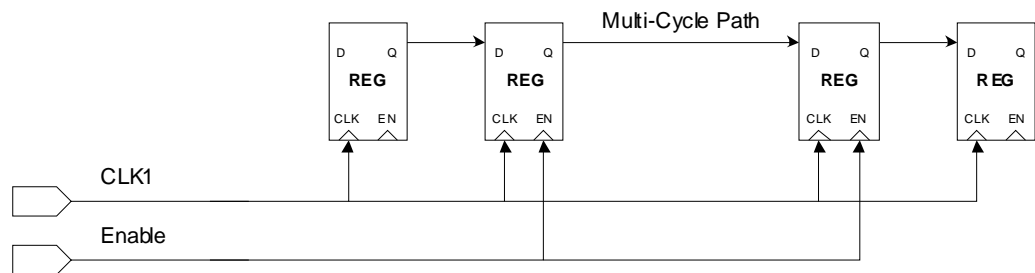 Multi-Cycle Path
D Q D Q D Q D Q
REG REG REG REG
CLK EN CLK EN CLK EN CLK EN
CLK1
Enable